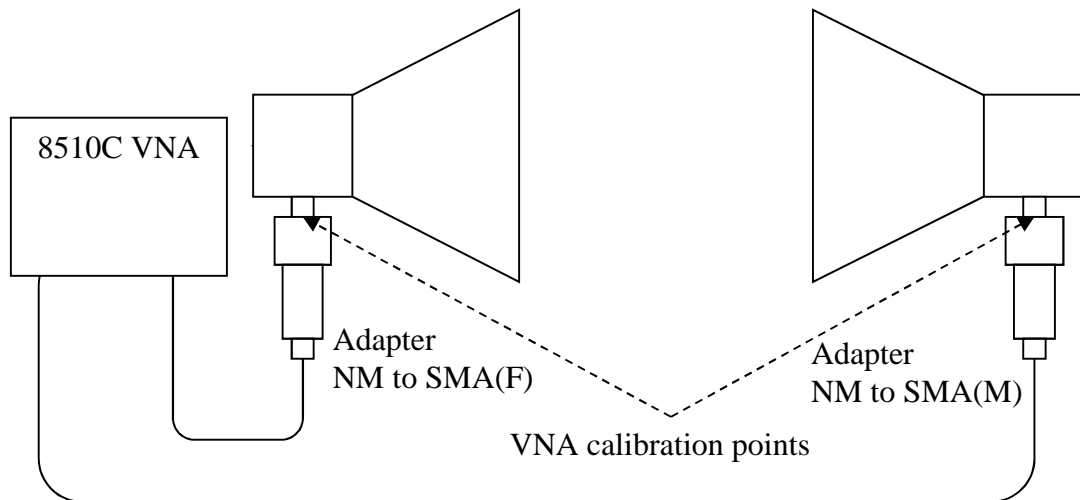 8510C VNA
Adapter
NM to SMA(F)
Adapter
NM to SMA(M)
VNA calibration points